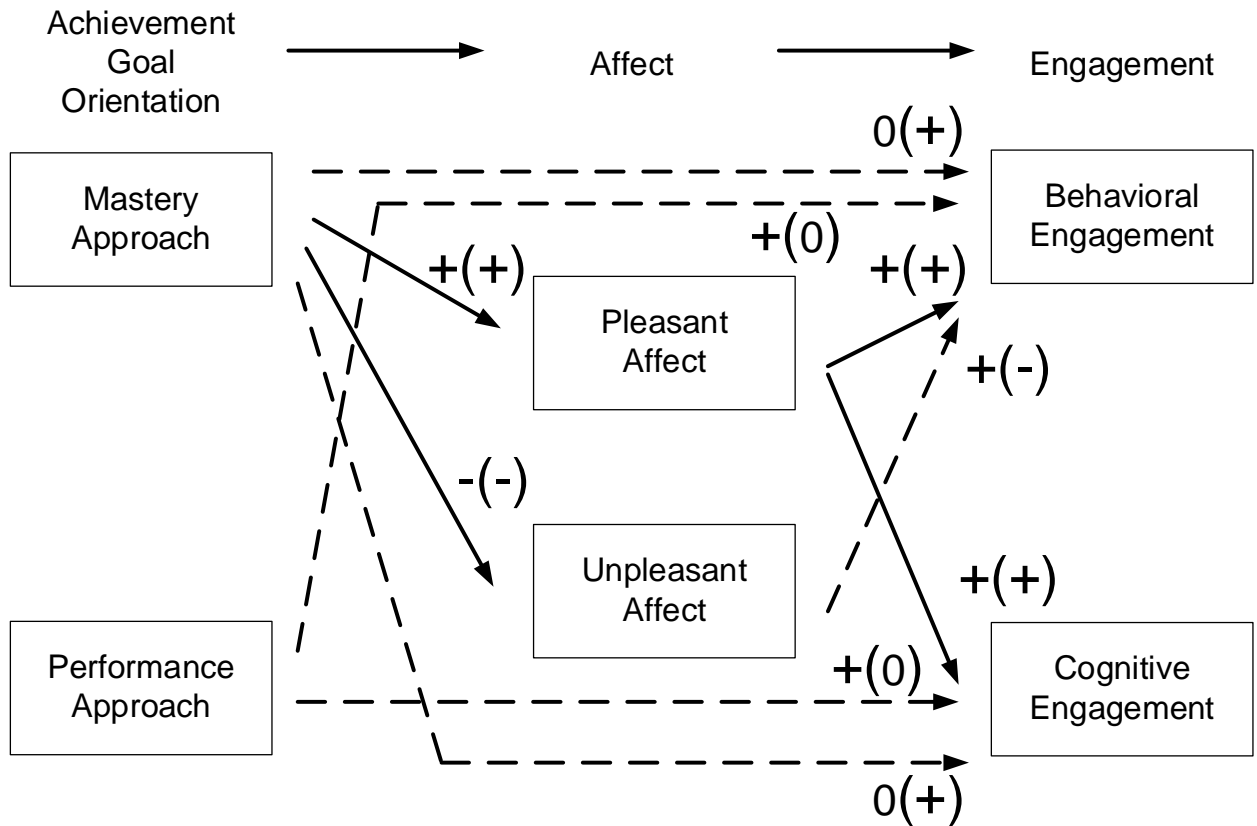 Achievement
Goal
Orientation
Affect
Engagement
0(+)
Mastery
Approach
Behavioral
Engagement
+(0)
+(+)
+(+)
Pleasant
Affect
+(-)
-(-)
Unpleasant
Affect
+(+)
Performance
Approach
+(0)
Cognitive
Engagement
0(+)